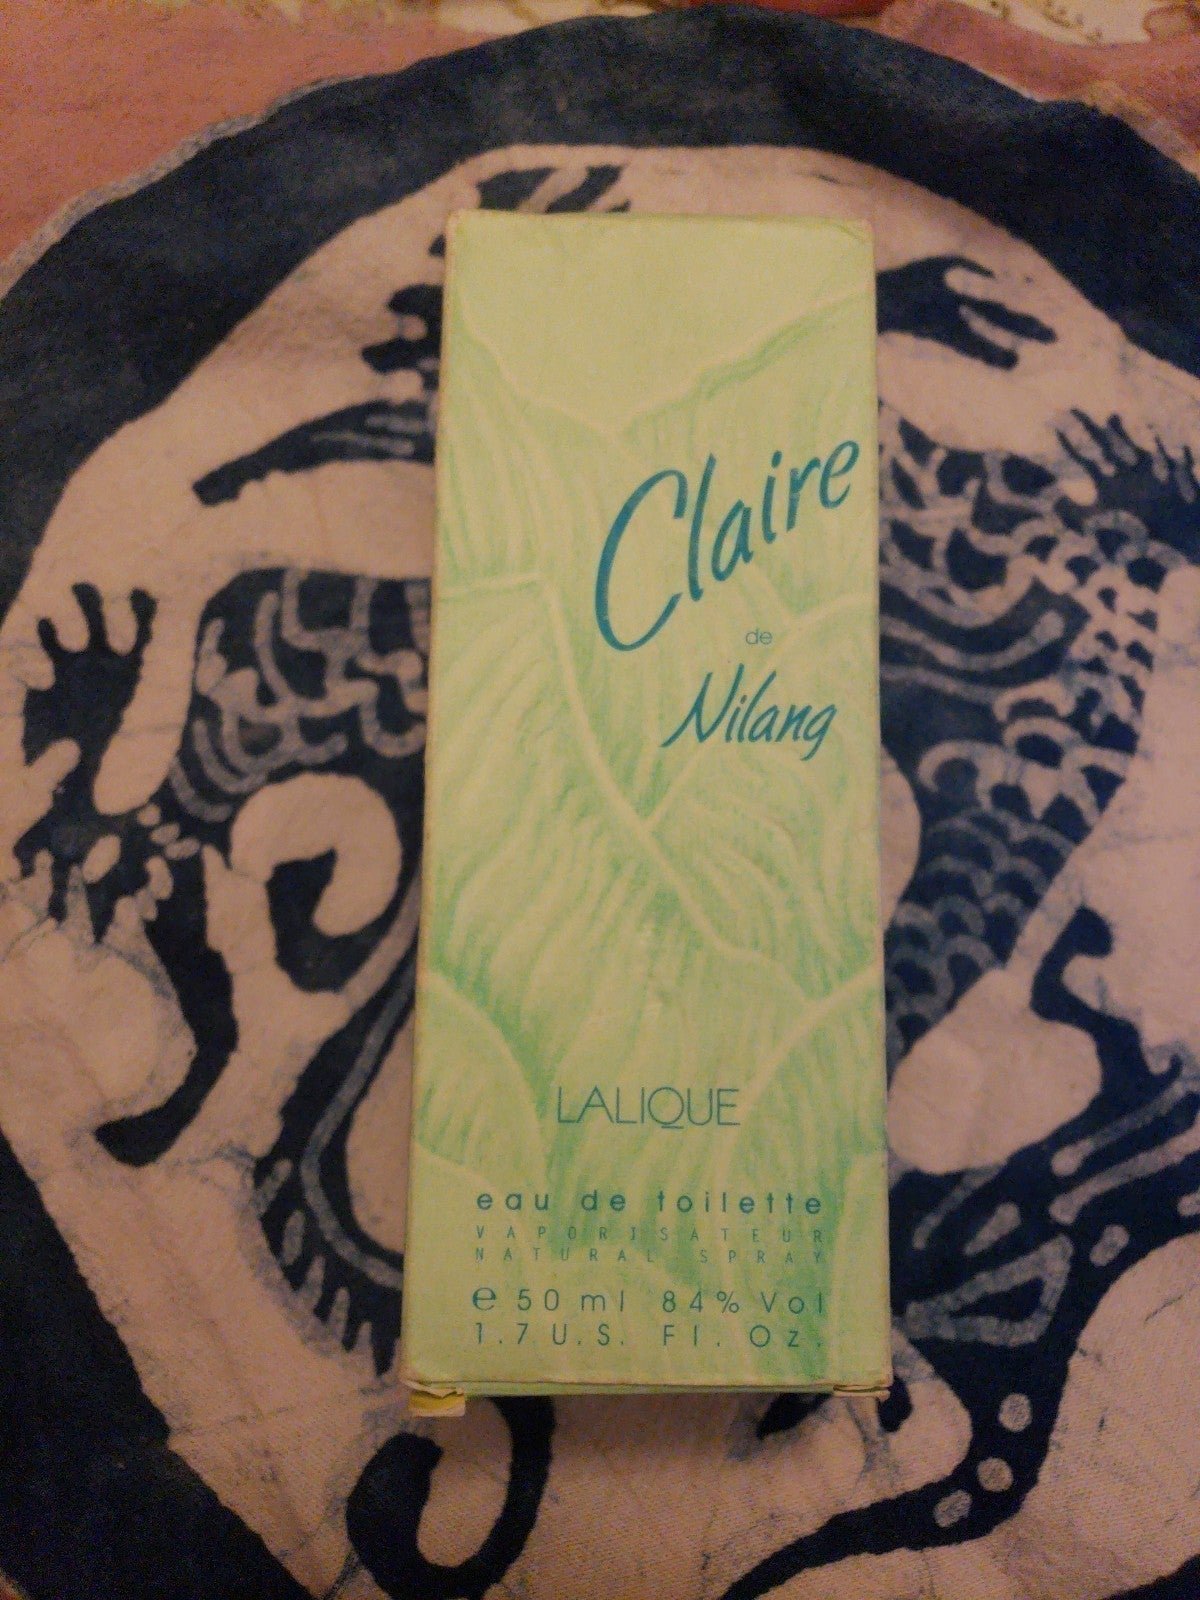 Claire
de
Nilang
LALIQUE
eau de toilette
VAPORISATEUR
NATURAL SPRAY
℮ 50 ml 84% Vol
1.7 U.S. Fl. Oz.